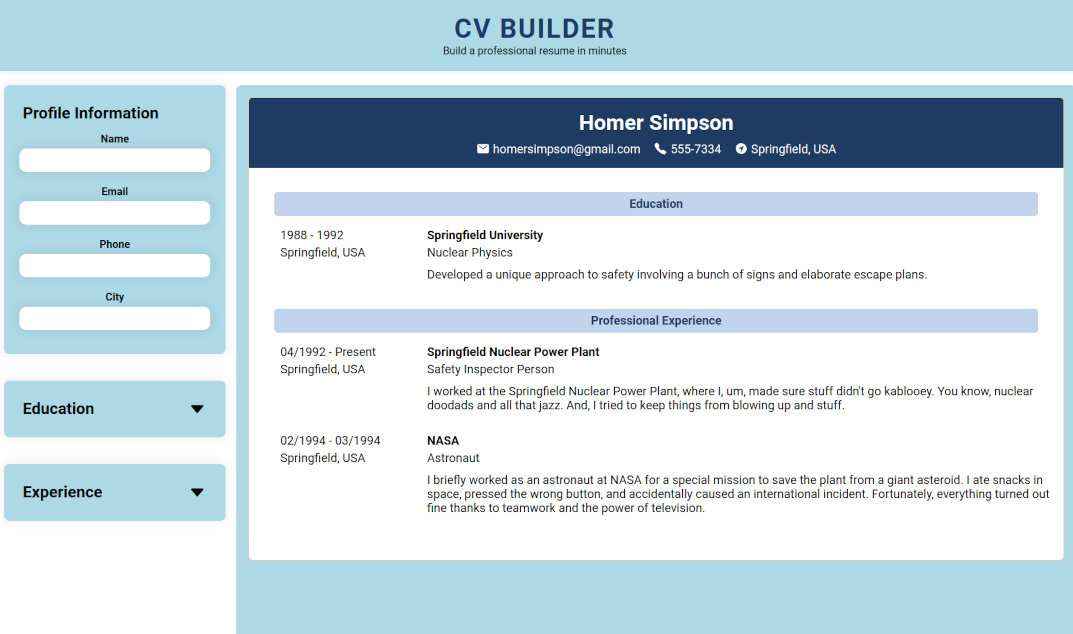 CV BUILDER
Build a professional resume in minutes
Profile Information
Name
Email
Phone
City
Education
Experience
Homer Simpson
homersimpson@gmail.com 555-7334 Springfield, USA
Education
1988 - 1992
Springfield, USA
Springfield University
Nuclear Physics
Developed a unique approach to safety involving a bunch of signs and elaborate escape plans.
Professional Experience
04/1992 - Present
Springfield, USA
Springfield Nuclear Power Plant
Safety Inspector Person
I worked at the Springfield Nuclear Power Plant, where I, um, made sure stuff didn't go kablooey. You know, nuclear
doodads and all that jazz. And, I tried to keep things from blowing up and stuff.
02/1994 - 03/1994
Springfield, USA
NASA
Astronaut
I briefly worked as an astronaut at NASA for a special mission to save the plant from a giant asteroid. I ate snacks in
space, pressed the wrong button, and accidentally caused an international incident. Fortunately, everything turned out
fine thanks to teamwork and the power of television.